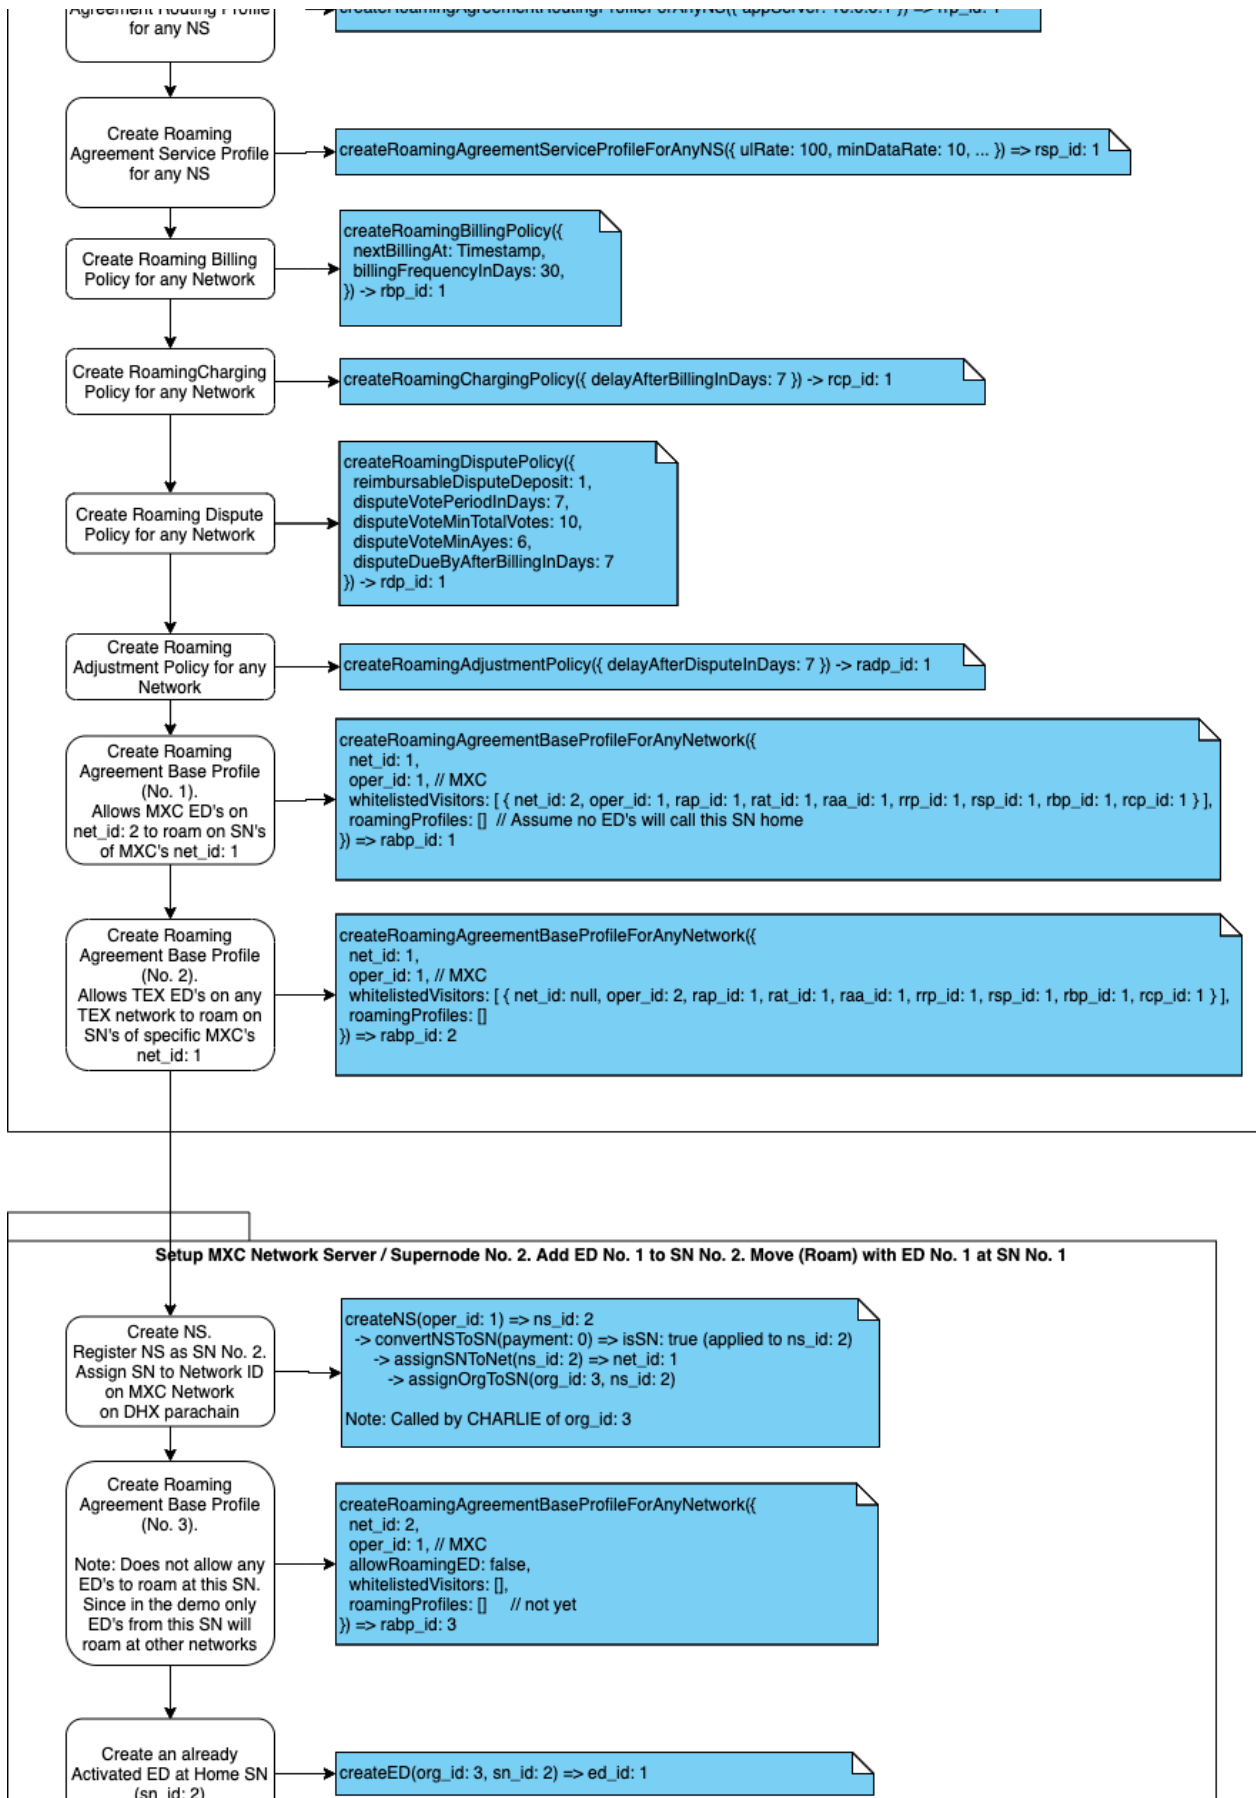 Agreement Routing Profile
for any NS
createRoamingAgreementRoutingProfileForAnyNS({ appServer: 10.0.0.1 }) => rrp_id: 1
Create Roaming
Agreement Service Profile
for any NS
createRoamingAgreementServiceProfileForAnyNS({ ulRate: 100, minDataRate: 10, ... }) => rsp_id: 1
Create Roaming Billing
Policy for any Network
createRoamingBillingPolicy({
nextBillingAt: Timestamp,
billingFrequencyInDays: 30,
}) -> rbp_id: 1
Create RoamingCharging
Policy for any Network
createRoamingChargingPolicy({ delayAfterBillingInDays: 7 }) -> rcp_id: 1
Create Roaming Dispute
Policy for any Network
createRoamingDisputePolicy({
reimbursableDisputeDeposit: 1,
disputeVotePeriodInDays: 7,
disputeVoteMinTotalVotes: 10,
disputeVoteMinAyes: 6,
disputeDueByAfterBillingInDays: 7
}) -> rdp_id: 1
Create Roaming
Adjustment Policy for any
Network
createRoamingAdjustmentPolicy({ delayAfterDisputeInDays: 7 }) -> radp_id: 1
Create Roaming
Agreement Base Profile
(No. 1).
Allows MXC ED's on
net_id: 2 to roam on SN's
of MXC's net_id: 1
createRoamingAgreementBaseProfileForAnyNetwork({
net_id: 1,
oper_id: 1, // MXC
whitelistedVisitors: [ { net_id: 2, oper_id: 1, rap_id: 1, rat_id: 1, raa_id: 1, rrp_id: 1, rsp_id: 1, rbp_id: 1, rcp_id: 1 } ],
roamingProfiles: [] // Assume no ED's will call this SN home
}) => rabp_id: 1
Create Roaming
Agreement Base Profile
(No. 2).
Allows TEX ED's on any
TEX network to roam on
SN's of specific MXC's
net_id: 1
createRoamingAgreementBaseProfileForAnyNetwork({
net_id: 1,
oper_id: 1, // MXC
whitelistedVisitors: [ { net_id: null, oper_id: 2, rap_id: 1, rat_id: 1, raa_id: 1, rrp_id: 1, rsp_id: 1, rbp_id: 1, rcp_id: 1 } ],
roamingProfiles: []
}) => rabp_id: 2
Setup MXC Network Server / Supernode No. 2. Add ED No. 1 to SN No. 2. Move (Roam) with ED No. 1 at SN No. 1
Create NS.
Register NS as SN No. 2.
Assign SN to Network ID
on MXC Network
on DHX parachain
createNS(oper_id: 1) => ns_id: 2
-> convertNSToSN(payment: 0) => isSN: true (applied to ns_id: 2)
-> assignSNToNet(ns_id: 2) => net_id: 1
-> assignOrgToSN(org_id: 3, ns_id: 2)
Note: Called by CHARLIE of org_id: 3
Create Roaming
Agreement Base Profile
(No. 3).
Note: Does not allow any
ED's to roam at this SN.
Since in the demo only
ED's from this SN will
roam at other networks
createRoamingAgreementBaseProfileForAnyNetwork({
net_id: 2,
oper_id: 1, // MXC
allowRoamingED: false,
whitelistedVisitors: [],
roamingProfiles: [] // not yet
}) => rabp_id: 3
Create an already
Activated ED at Home SN
(sn_id: 2)
createED(org_id: 3, sn_id: 2) => ed_id: 1